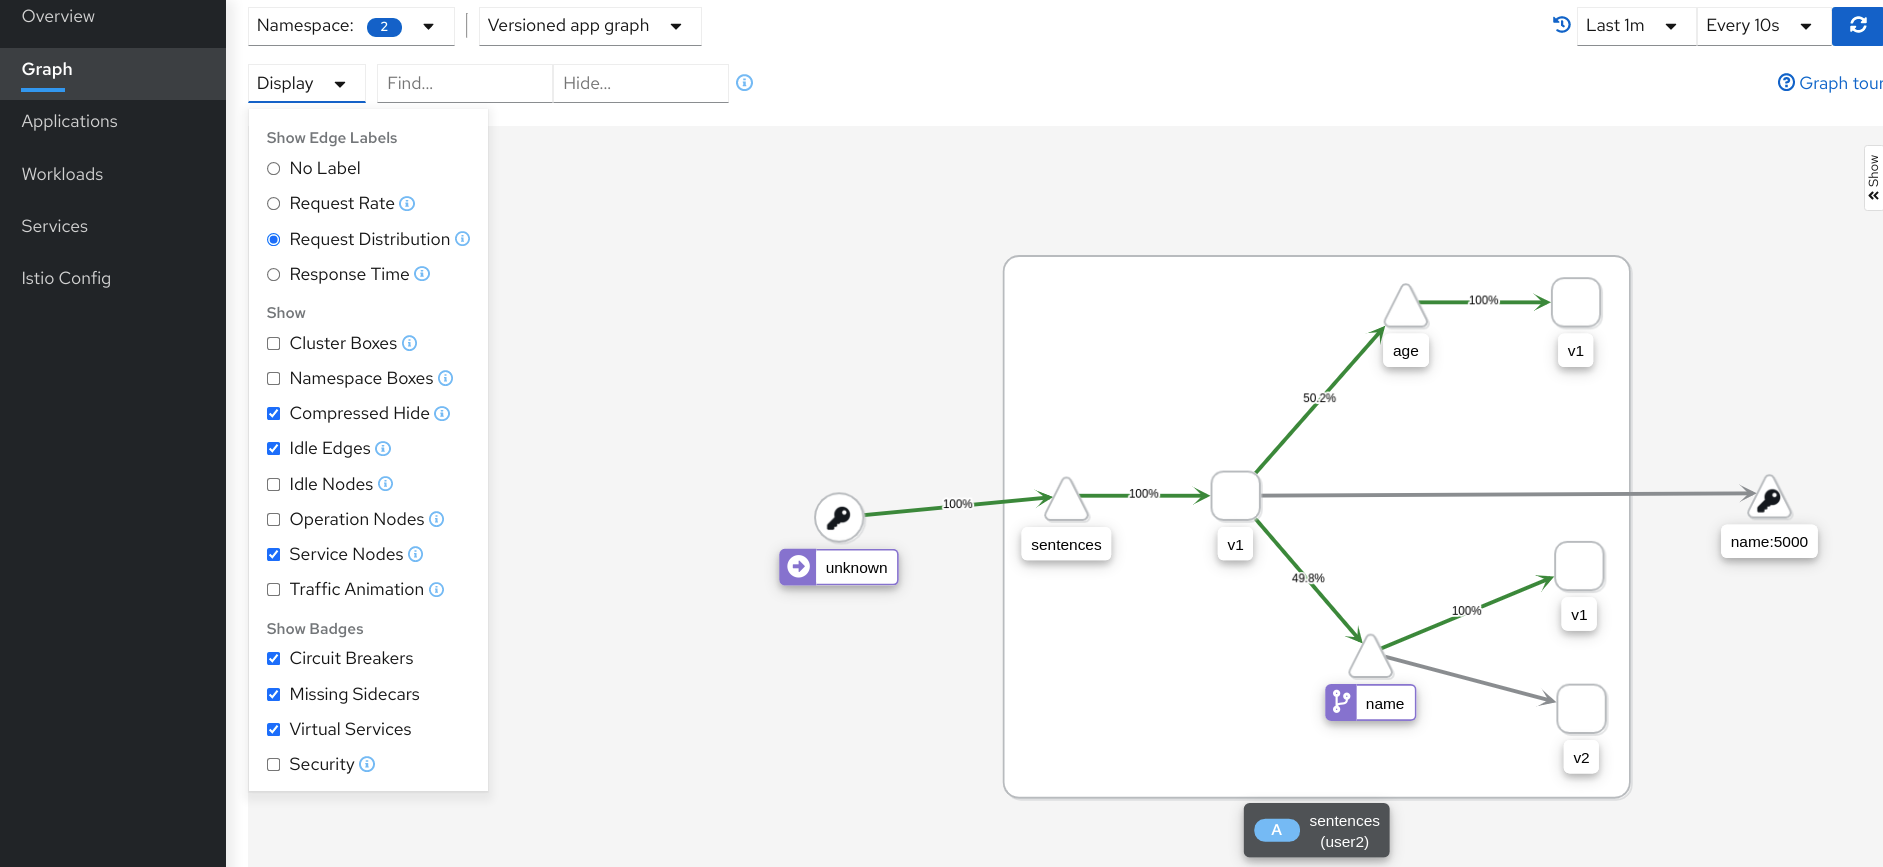 Overview
Graph
Applications
Workloads
Services
Istio Config
Namespace: 2
Versioned app graph
Last 1m
Every 10s
Display
Find...
Hide...
Graph tour
Show Edge Labels
No Label
Request Rate
Request Distribution
Response Time
Show
Cluster Boxes
Namespace Boxes
Compressed Hide
Idle Edges
Idle Nodes
Operation Nodes
Service Nodes
Traffic Animation
Show Badges
Circuit Breakers
Missing Sidecars
Virtual Services
Security
Show
100%
age
v1
50.2%
100%
100%
unknown
sentences
v1
name:5000
49.8%
100%
v1
name
v2
A
sentences
(user2)